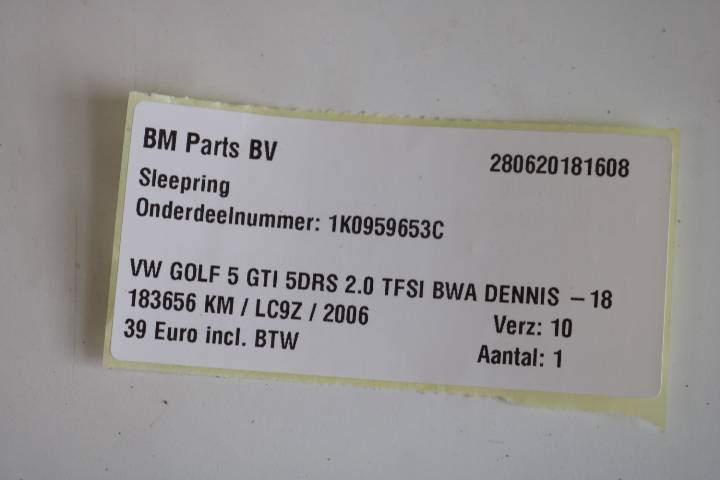 BM Parts BV 280620181608
Sleepring
Onderdeelnummer: 1K0959653C
VW GOLF 5 GTI 5DRS 2.0 TFSI BWA DENNIS – 18
183656 KM / LC9Z / 2006 Verz: 10
39 Euro incl. BTW Aantal: 1